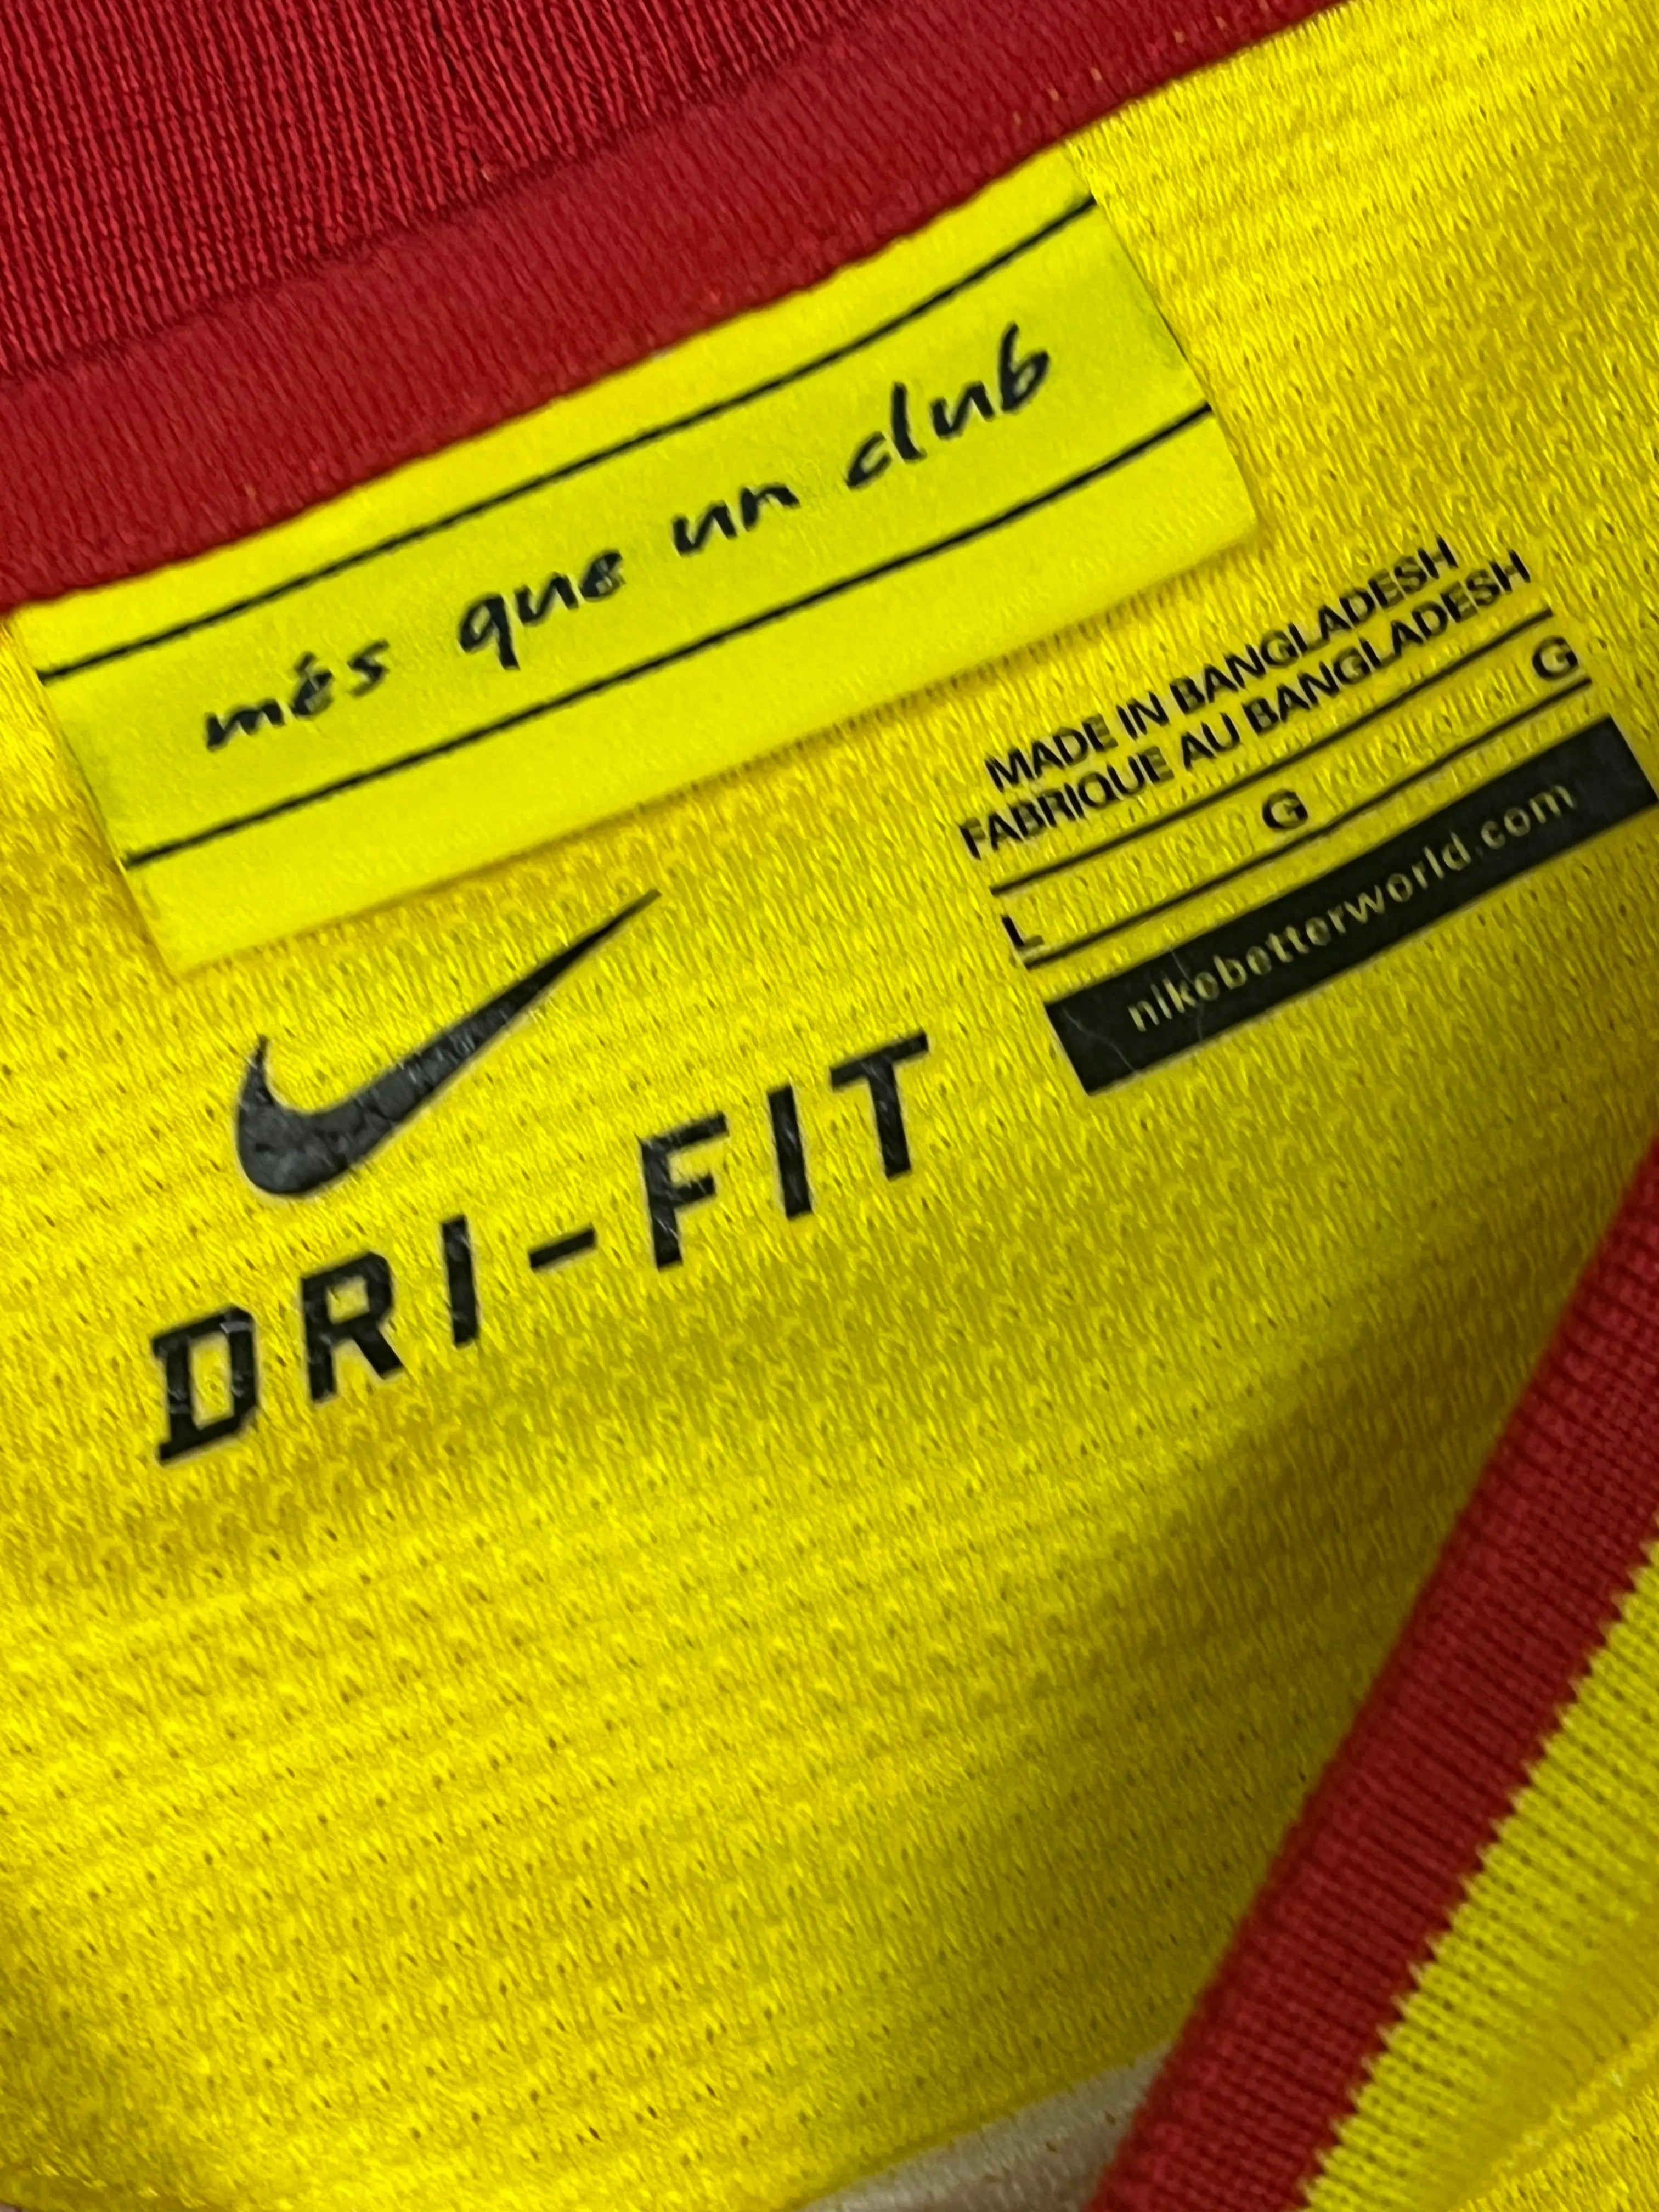 més que un club
MADE IN BANGLADESH
FABRIQUE AU BANGLADESH
L G G
nikebetterworld.com
DRI-FIT